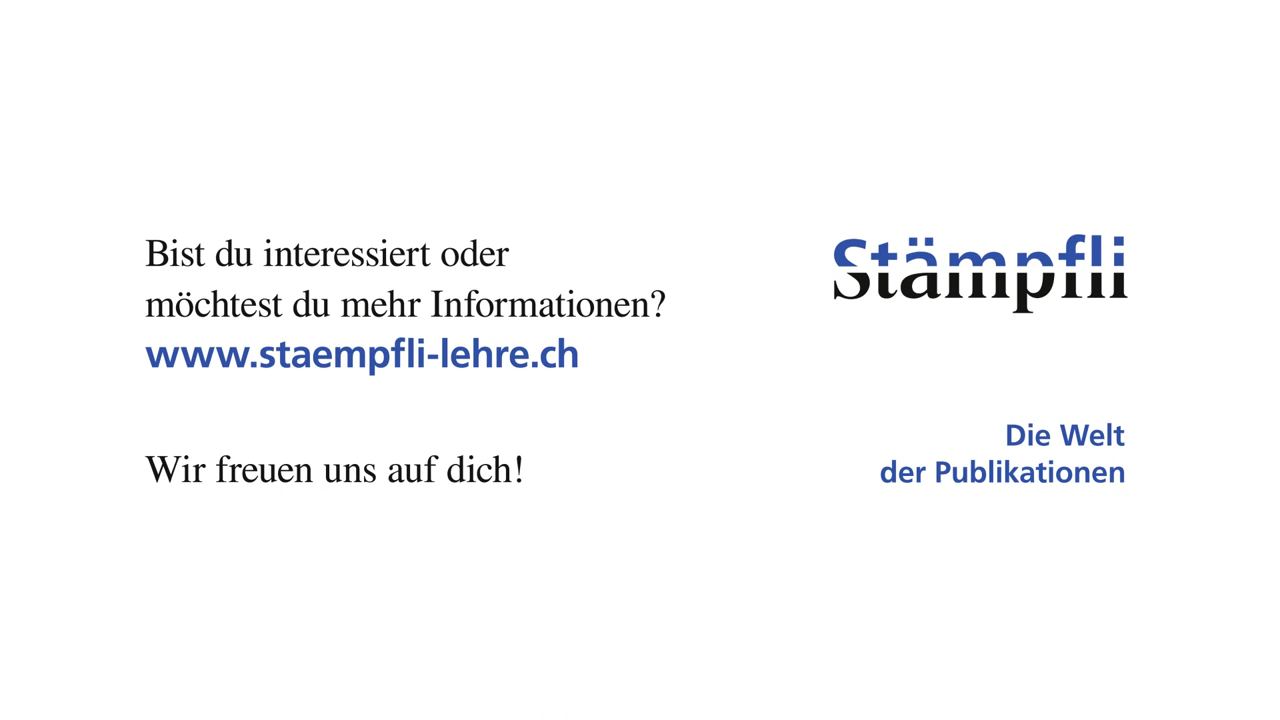 Bist du interessiert oder
möchtest du mehr Informationen?
www.staempfli-lehre.ch
Wir freuen uns auf dich!
Stämpfli
Die Welt
der Publikationen